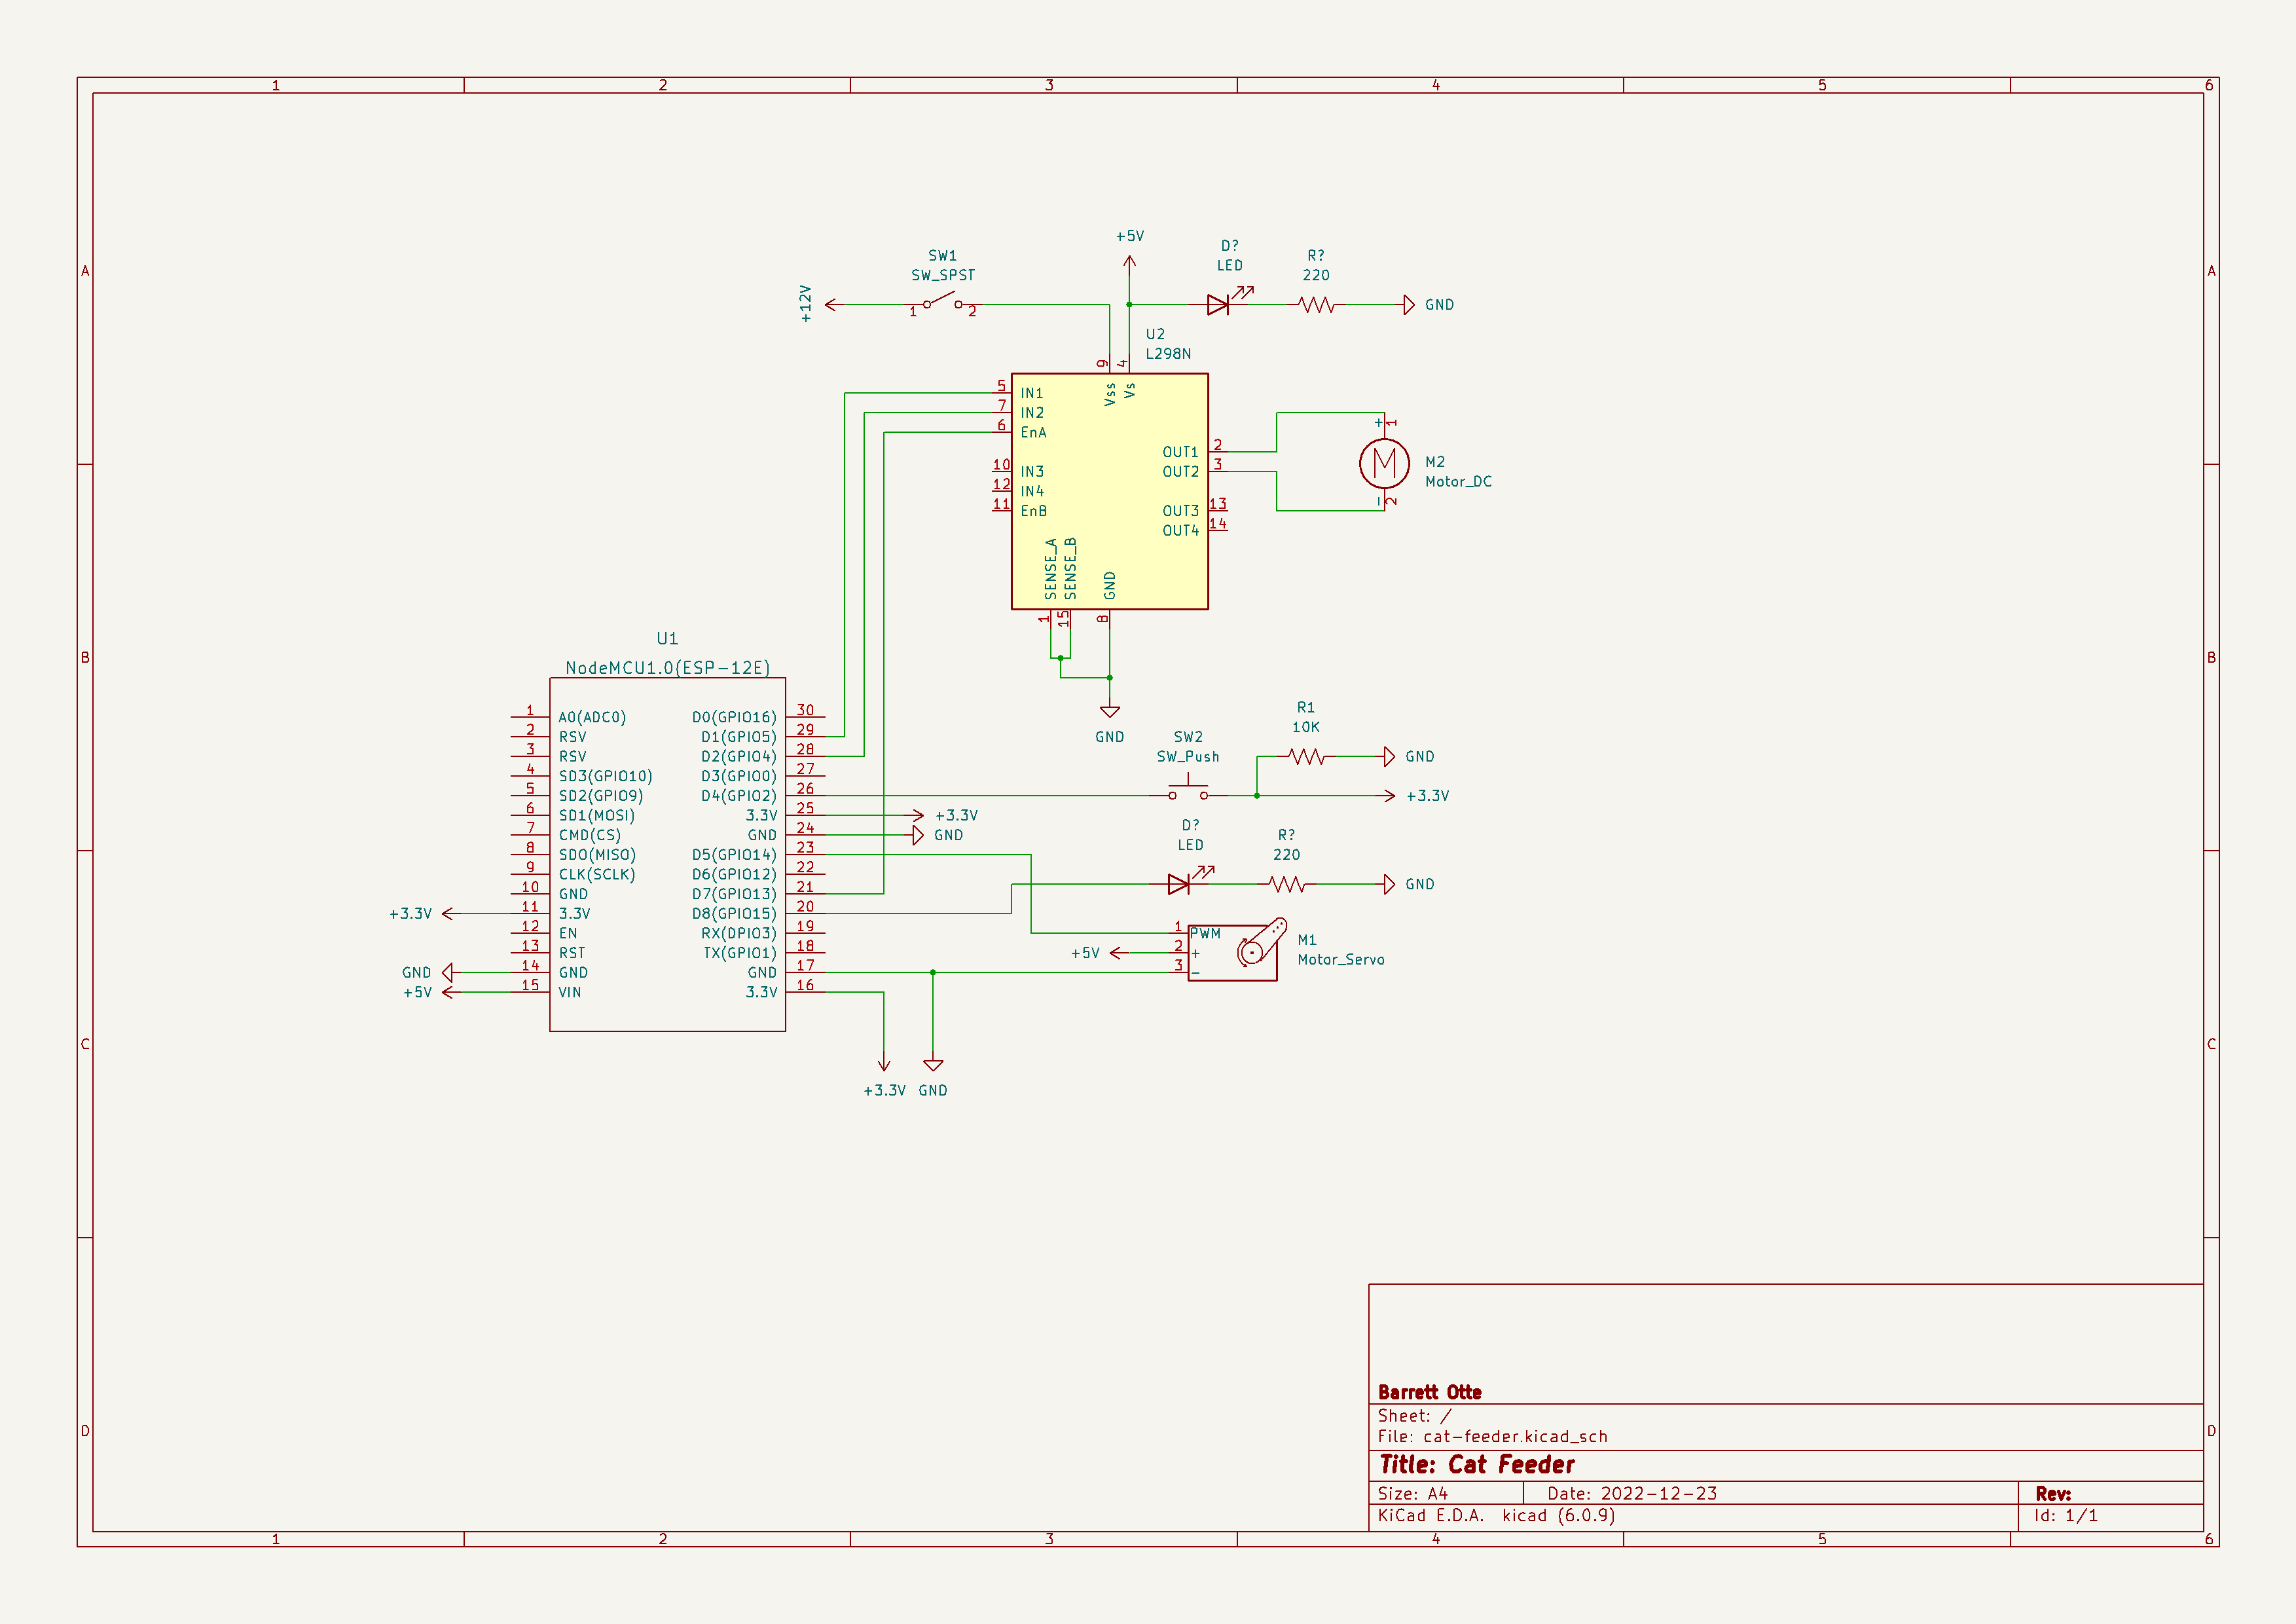 1 2 3 4 5 6
A
B
C
D
A
B
C
D
+5V
D?
LED
R?
220
SW1
SW_SPST
+12V
1 2
GND
U2
L298N
9 4
Vss Vs
5 IN1
7 IN2
6 EnA
10 IN3
12 IN4
11 EnB
OUT1 2
OUT2 3
OUT3 13
OUT4 14
SENSE_A
SENSE_B
GND
1 15 8
GND
+ 1
M
- 2
M2
Motor_DC
U1
NodeMCU1.0(ESP-12E)
1 A0(ADC0) D0(GPIO16) 30
2 RSV D1(GPIO5) 29
3 RSV D2(GPIO4) 28
4 SD3(GPIO10) D3(GPIO0) 27
5 SD2(GPIO9) D4(GPIO2) 26
6 SD1(MOSI) 3.3V 25 +3.3V
7 CMD(CS) GND 24 GND
8 SD0(MISO) D5(GPIO14) 23
9 CLK(SCLK) D6(GPIO12) 22
10 GND D7(GPIO13) 21
+3.3V 11 3.3V D8(GPIO15) 20
12 EN RX(DPIO3) 19
13 RST TX(GPIO1) 18
GND 14 GND GND 17
+5V 15 VIN 3.3V 16
+3.3V GND
R1
10K
GND
SW2
SW_Push
+3.3V
D?
LED
R?
220
GND
1 PWM
+5V 2 +
3 -
M1
Motor_Servo
Barrett Otte
Sheet: /
File: cat-feeder.kicad_sch
Title: Cat Feeder
Size: A4 Date: 2022-12-23 Rev:
KiCad E.D.A. kicad (6.0.9) Id: 1/1
1 2 3 4 5 6